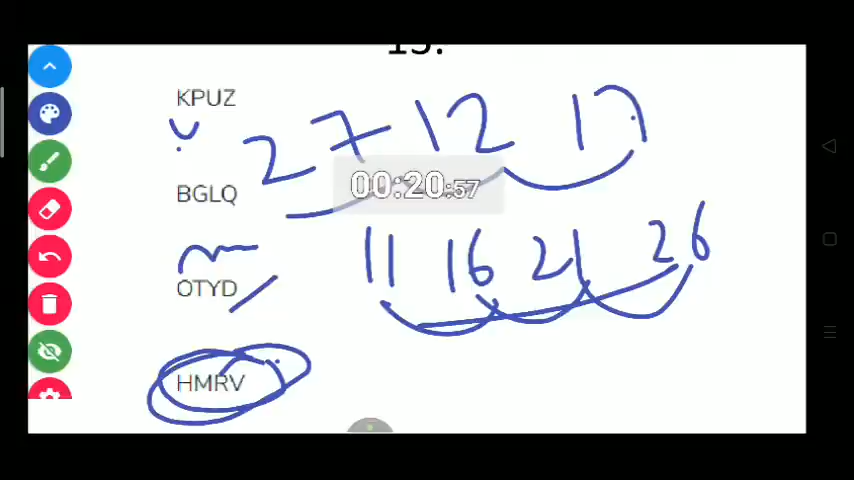 15.
KPUZ
2 7 12 17
00:20:57
BGLQ
11 16 21 26
OTYD
HMRV